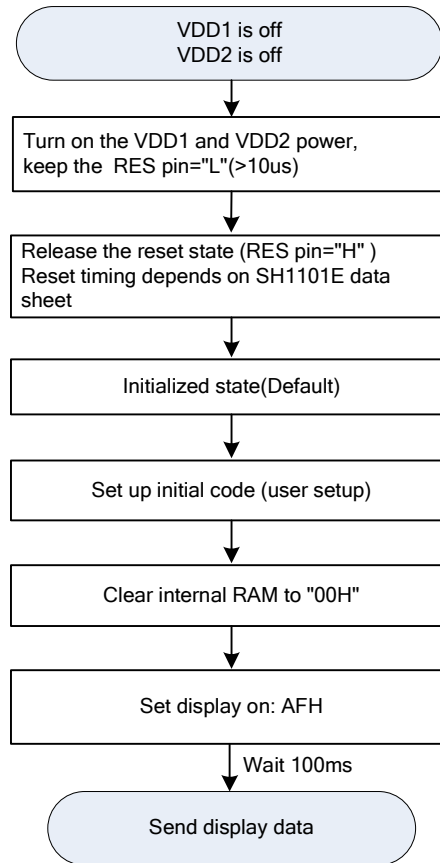 VDD1 is off
VDD2 is off
Turn on the VDD1 and VDD2 power,
keep the  RES pin="L"(>10us)
Release the reset state (RES pin="H" )
Reset timing depends on SH1101E data
sheet
Initialized state(Default)
Set up initial code (user setup)
Clear internal RAM to "00H"
Set display on: AFH
Wait 100ms
Send display data